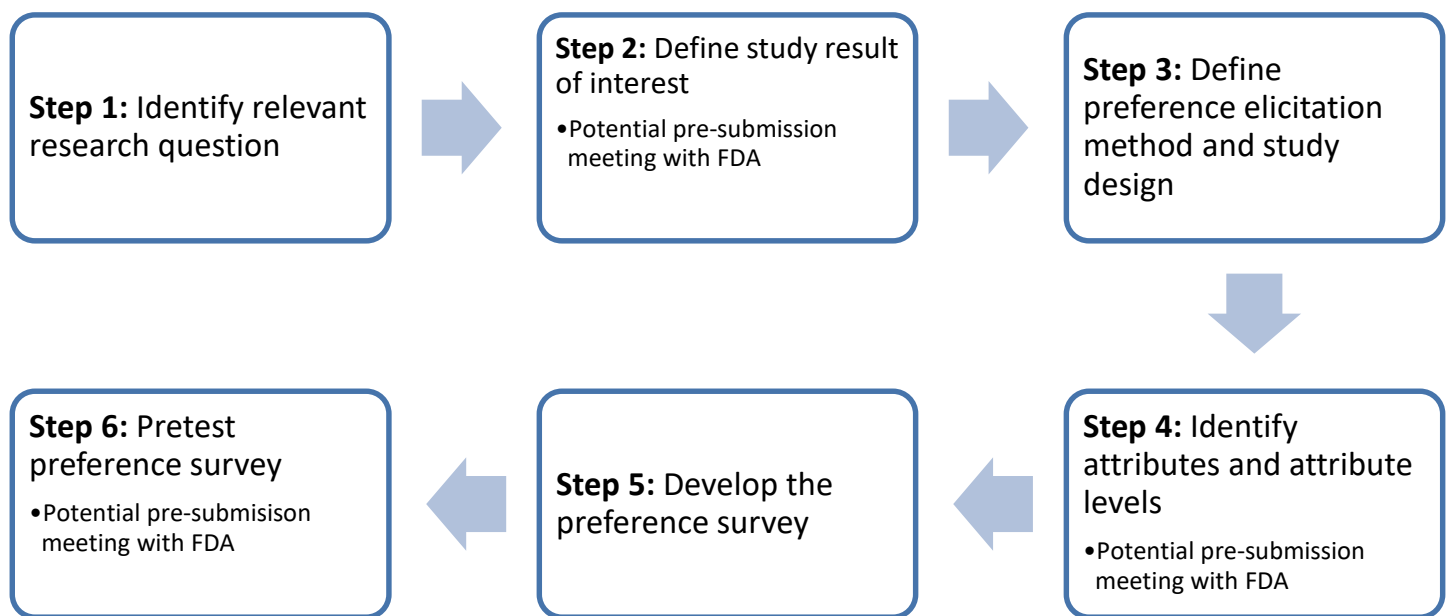 Step 1: Identify relevant
research question
Step 2: Define study result
of interest
•Potential pre-submission
meeting with FDA
Step 3: Define
preference elicitation
method and study
design
Step 4: Identify
attributes and attribute
levels
•Potential pre-submission
meeting with FDA
Step 5: Develop the
preference survey
Step 6: Pretest
preference survey
•Potential pre-submisison
meeting with FDA